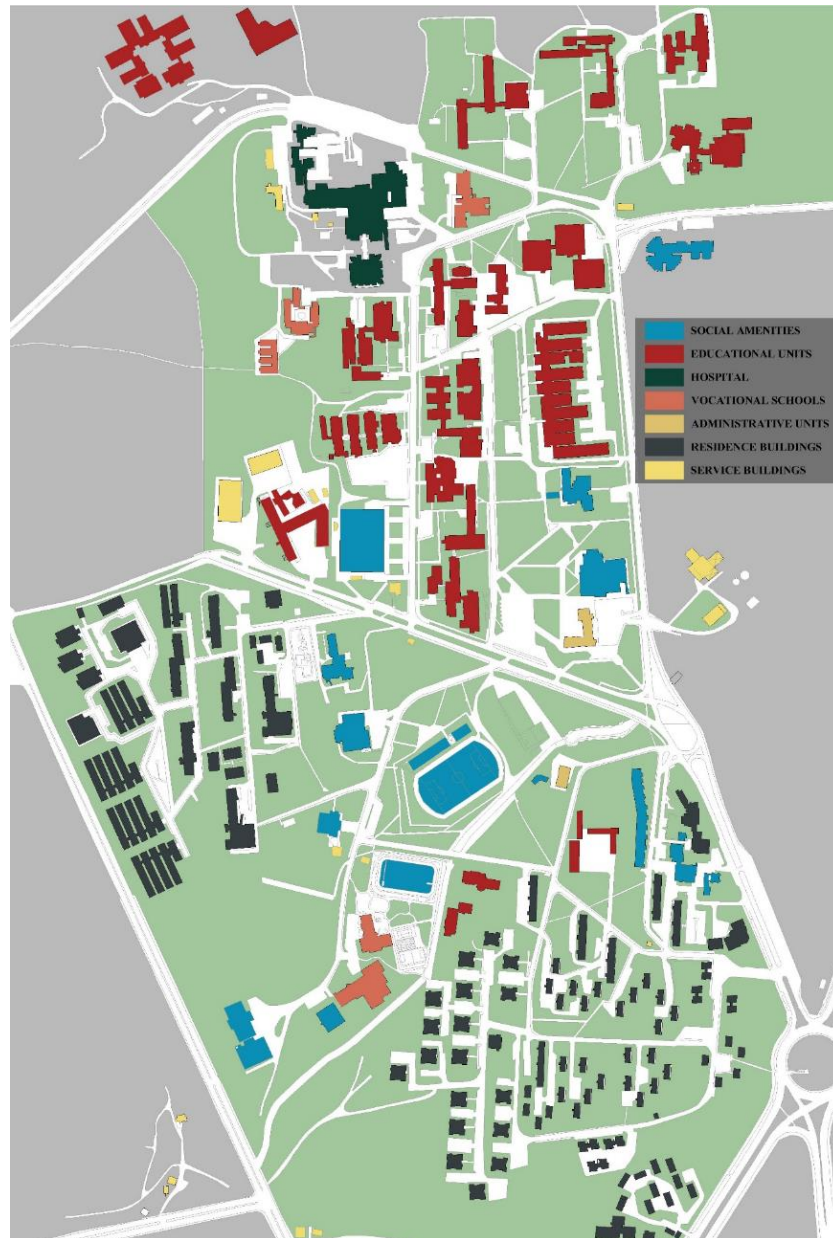 SOCIAL AMENITIES
EDUCATIONAL UNITS
HOSPITAL
VOCATIONAL SCHOOLS
ADMINISTRATIVE UNITS
RESIDENCE BUILDINGS
SERVICE BUILDINGS